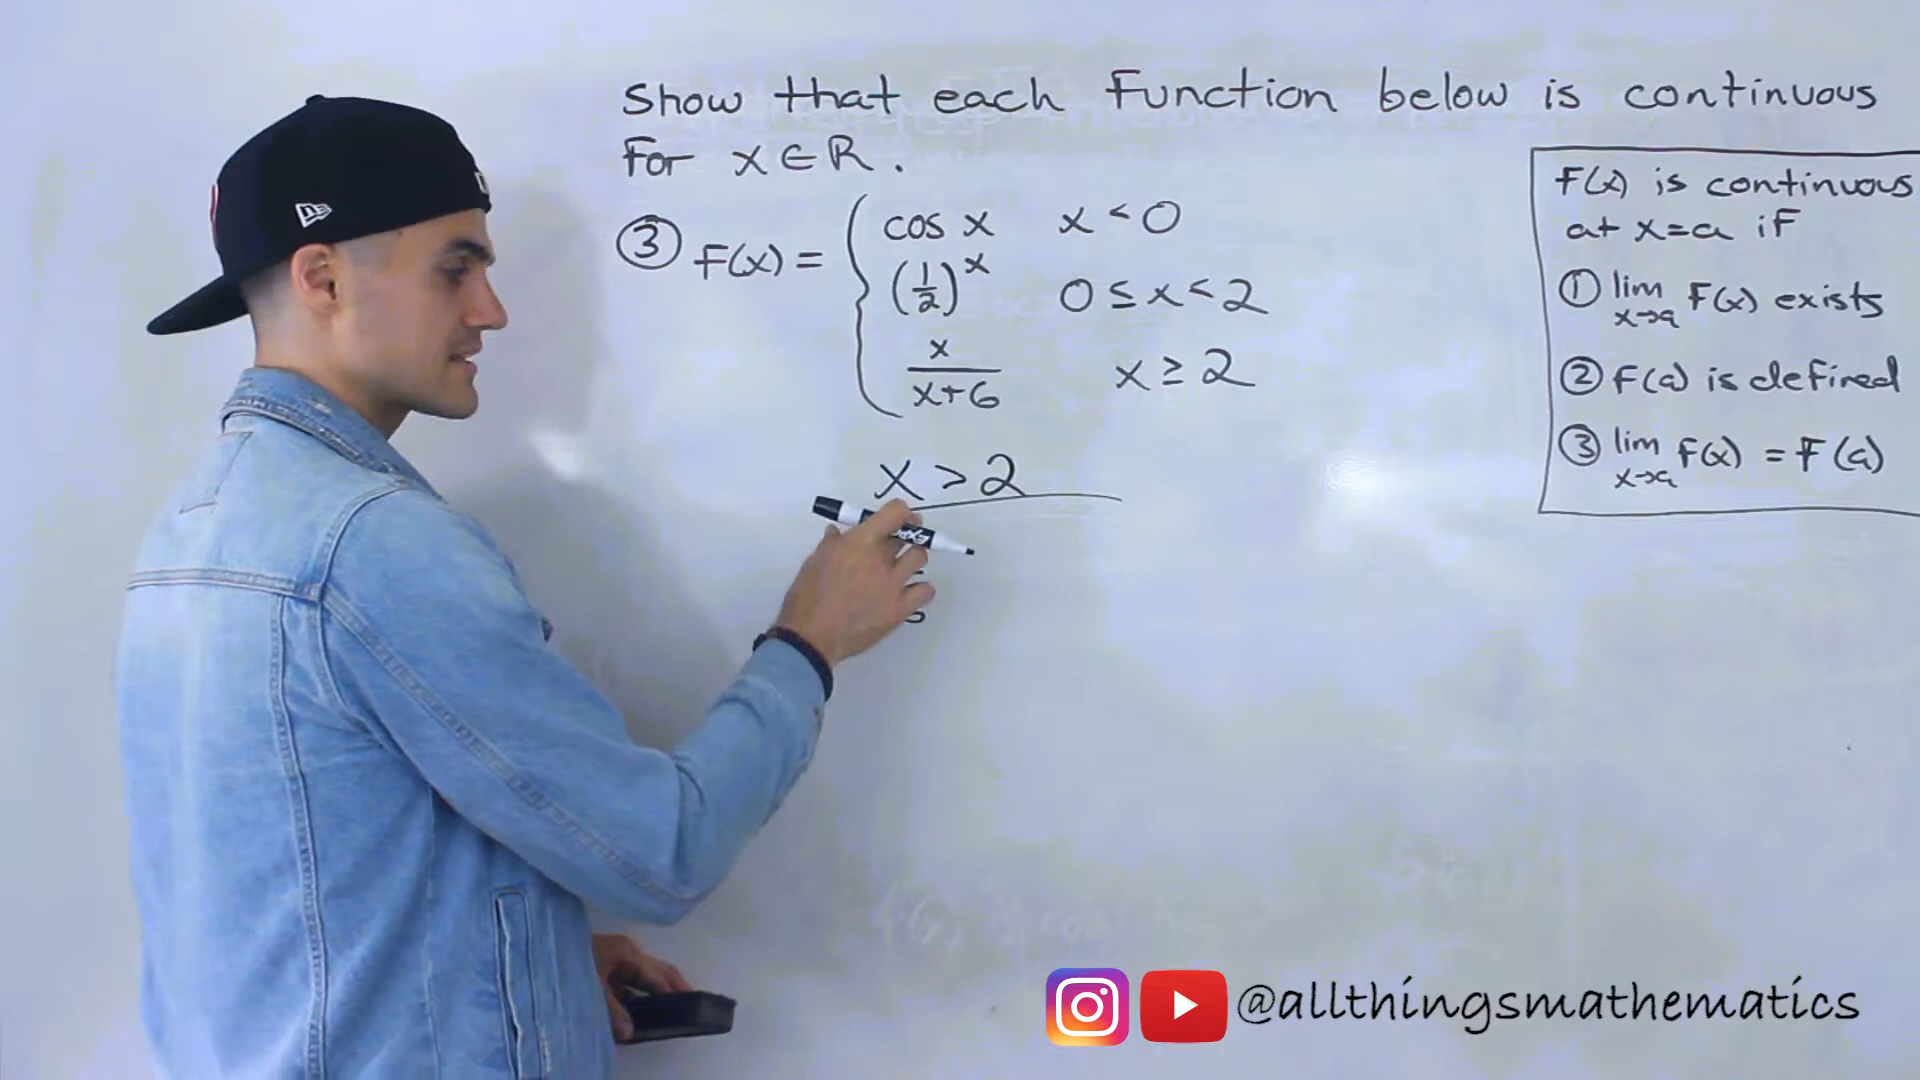 Show that each function below is continuous
for x ∈ R.
③ F(x) = { cos x   x < 0
(1/2)^x   0 ≤ x < 2
x/(x+6)   x ≥ 2
x > 2
F(x) is continuous
at x=a if
① lim x→a F(x) exists
② F(a) is defined
③ lim x→a F(x) = F(a)
EXPO
@allthingsmathematics